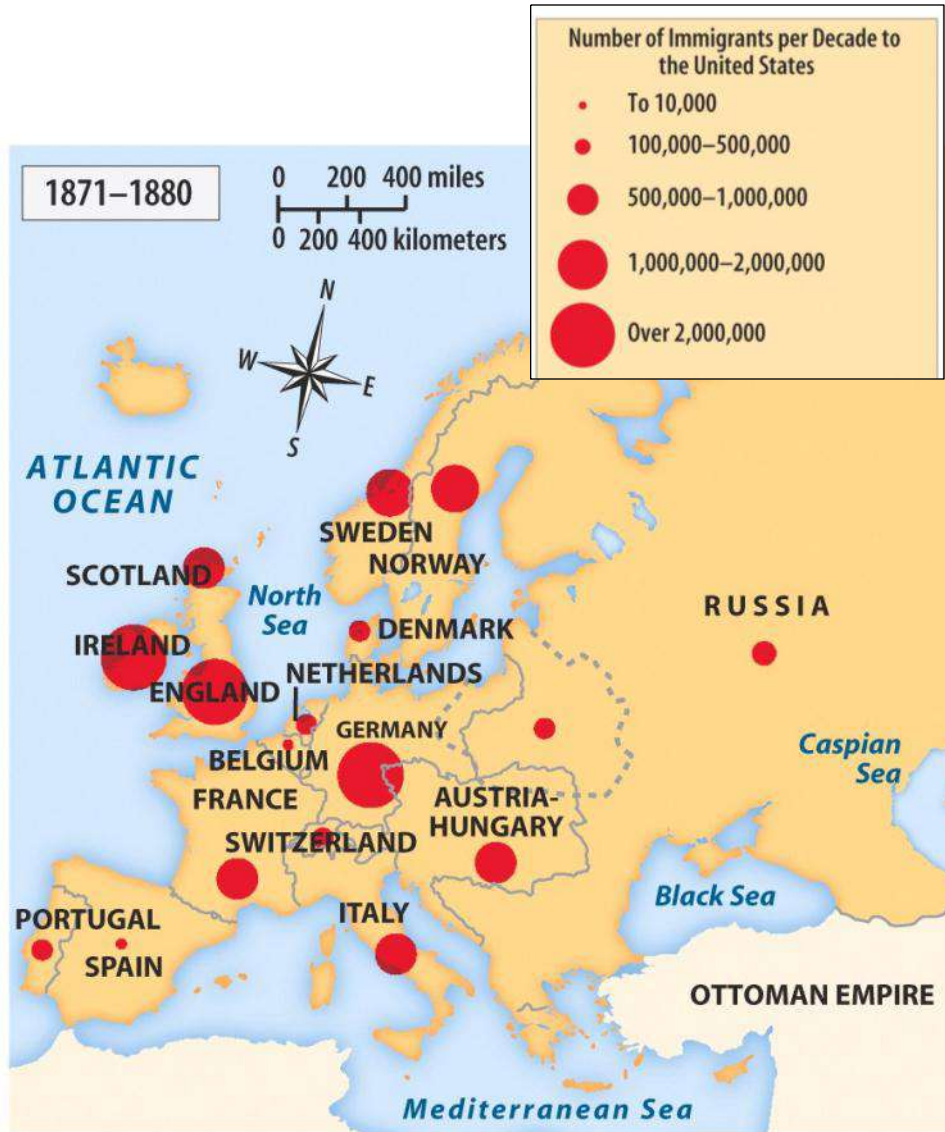 Number of Immigrants per Decade to
the United States
To 10,000
100,000–500,000
500,000–1,000,000
1,000,000–2,000,000
Over 2,000,000
1871–1880
0 200 400 miles
0 200 400 kilometers
N
W
E
S
ATLANTIC
OCEAN
SWEDEN
NORWAY
SCOTLAND
North
Sea
DENMARK
RUSSIA
IRELAND
NETHERLANDS
ENGLAND
GERMANY
BELGIUM
FRANCE
Caspian
Sea
AUSTRIA-
HUNGARY
SWITZERLAND
Black Sea
PORTUGAL
ITALY
SPAIN
OTTOMAN EMPIRE
Mediterranean Sea